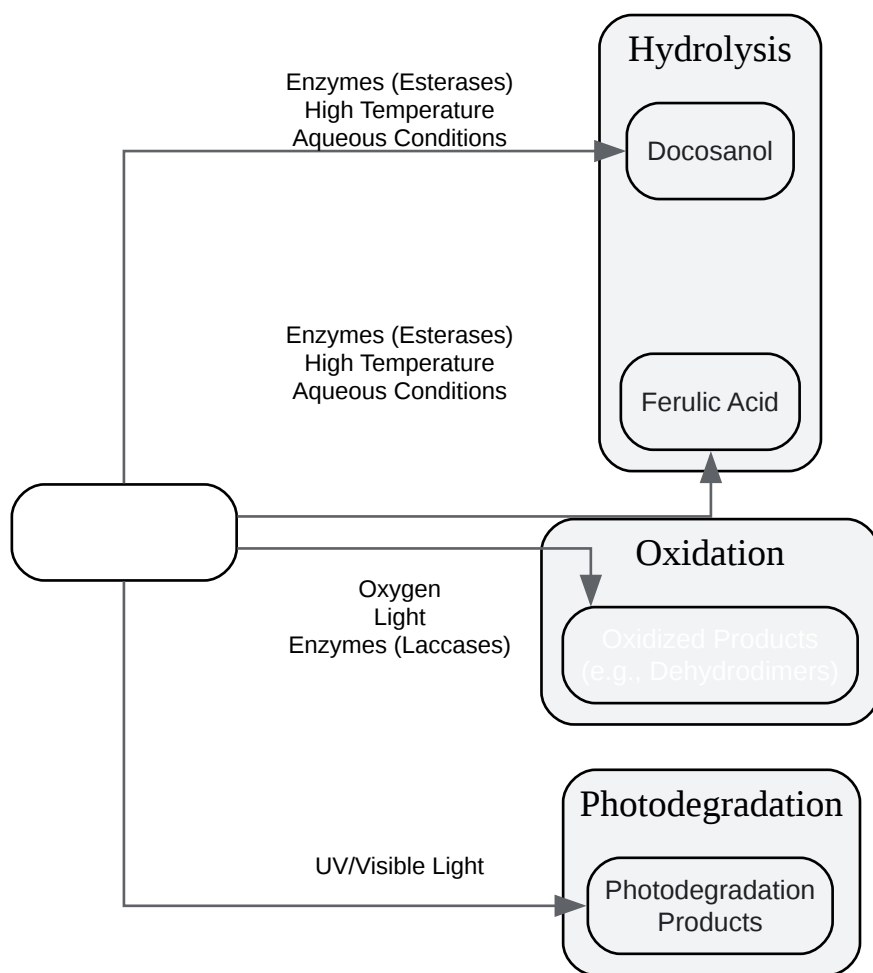 Hydrolysis
Enzymes (Esterases)
High Temperature
Aqueous Conditions
Docosanol
Enzymes (Esterases)
High Temperature
Aqueous Conditions
Ferulic Acid
Oxidation
Oxygen
Light
Enzymes (Laccases)
Oxidized Products
(e.g., Dehydrodimers)
Photodegradation
UV/Visible Light
Photodegradation
Products